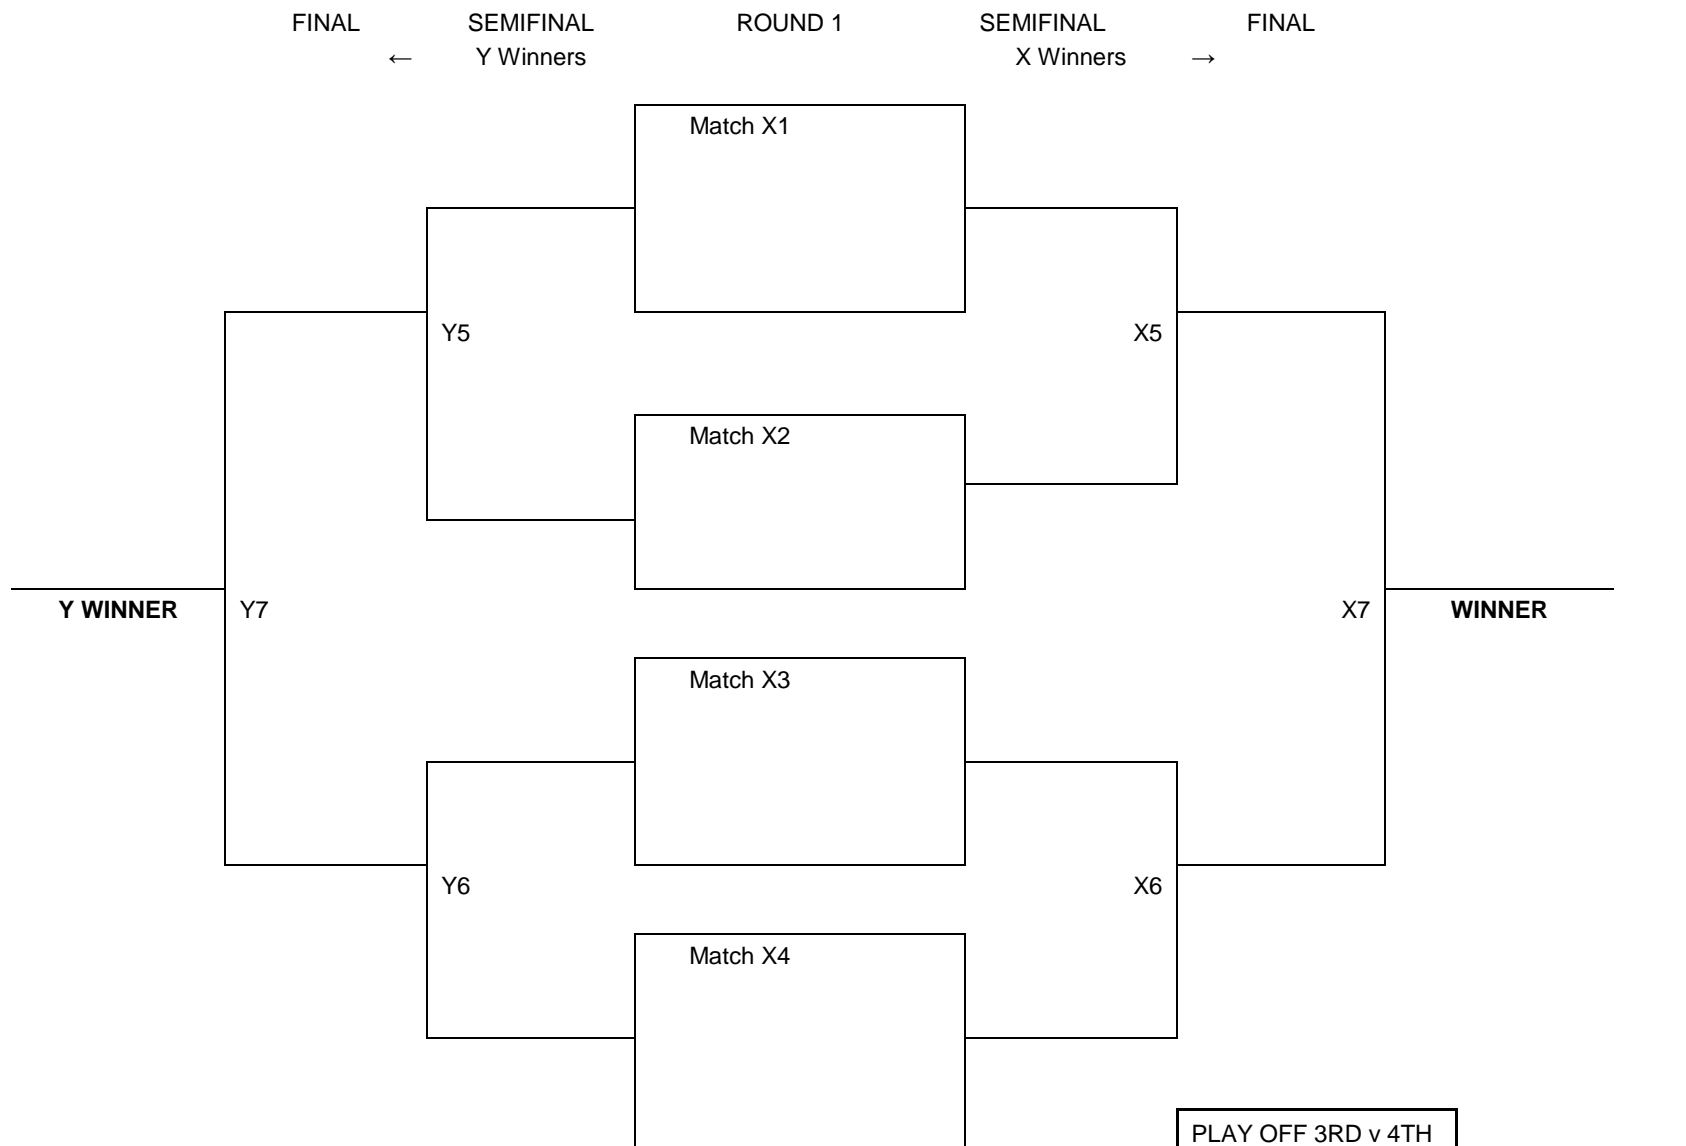 FINAL SEMIFINAL ROUND 1 SEMIFINAL FINAL
← Y Winners X Winners →
Match X1
Y5 X5
Match X2
Y WINNER Y7 X7 WINNER
Match X3
Y6 X6
Match X4
PLAY OFF 3RD v 4TH